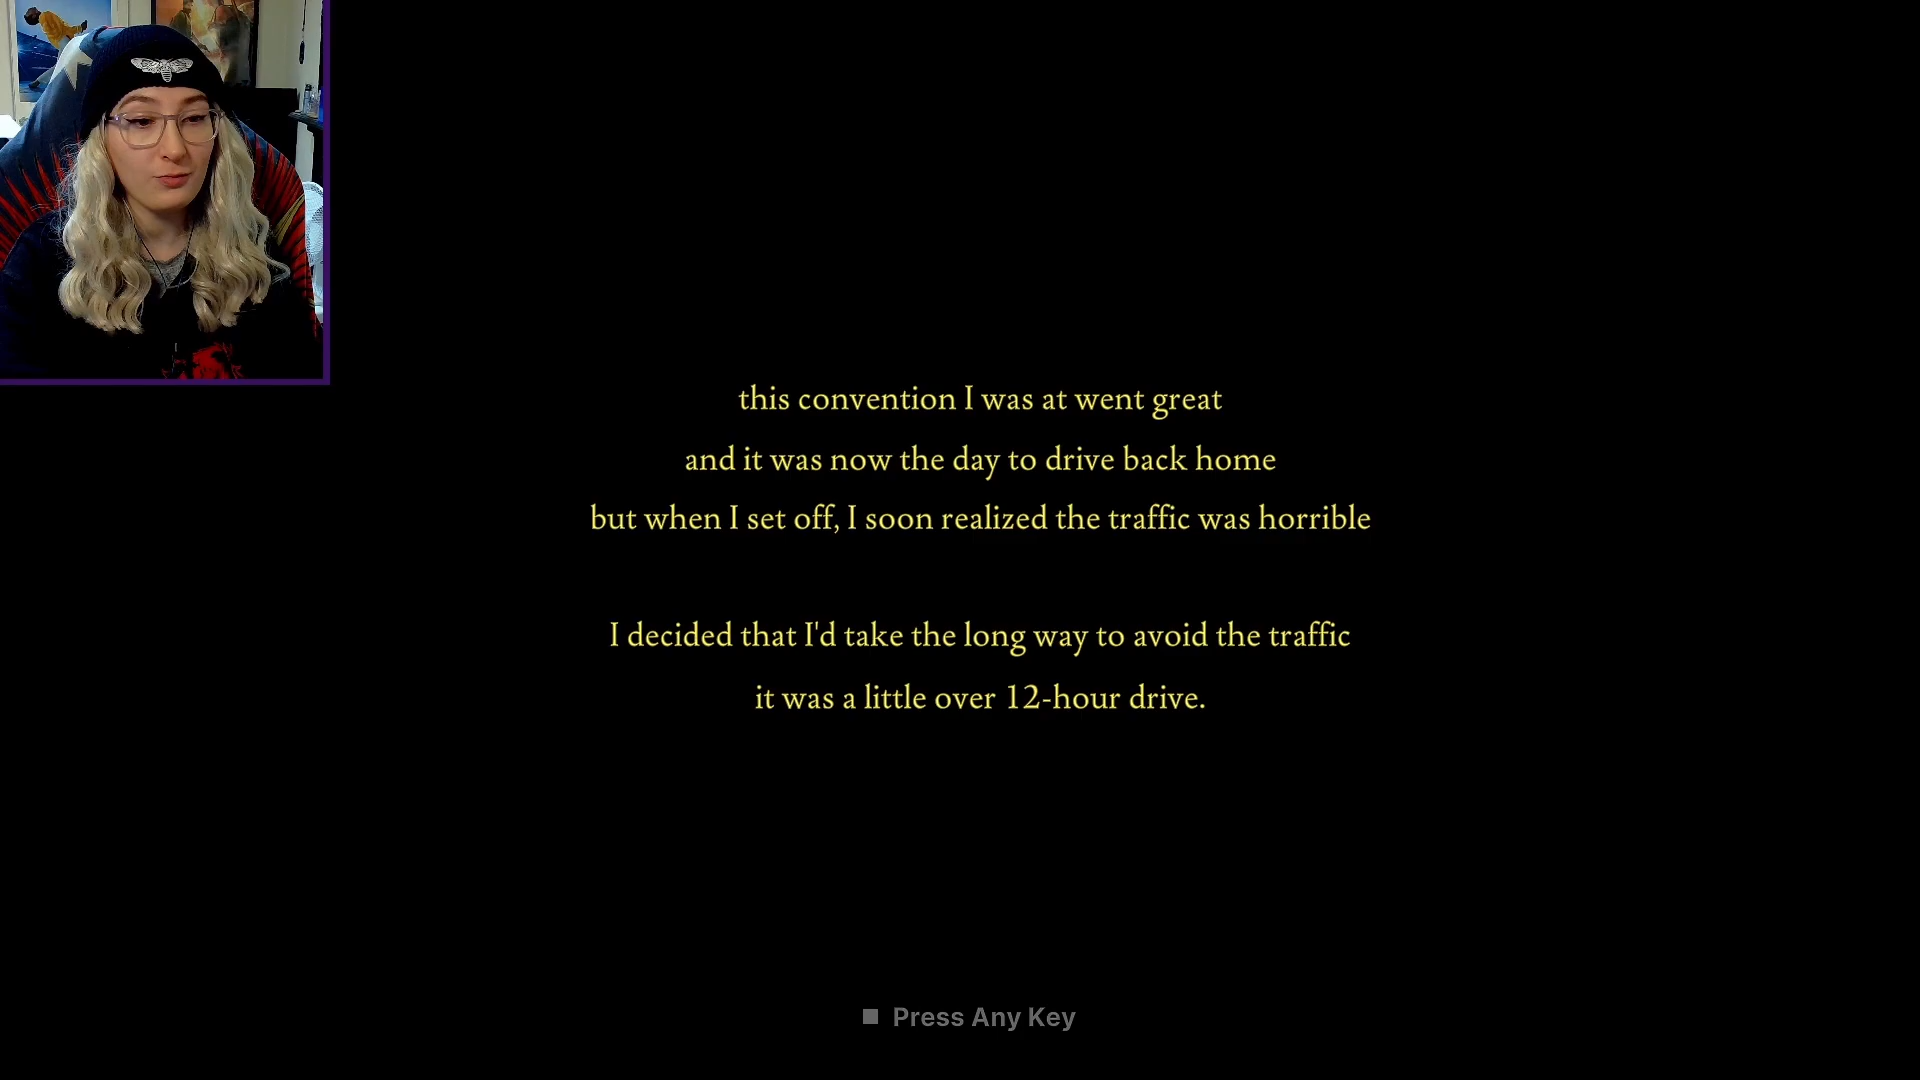 this convention I was at went great
and it was now the day to drive back home
but when I set off, I soon realized the traffic was horrible
I decided that I'd take the long way to avoid the traffic
it was a little over 12-hour drive.
Press Any Key